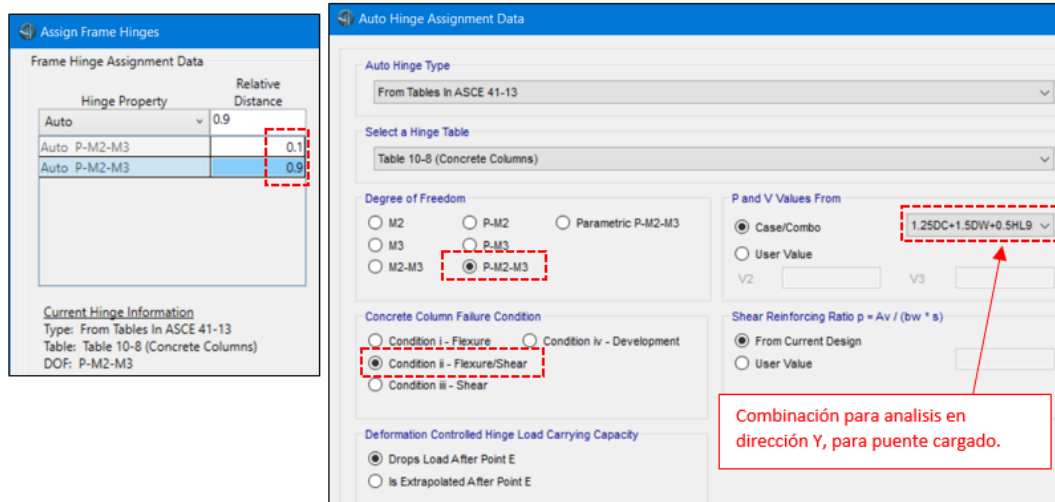 Assign Frame Hinges
Frame Hinge Assignment Data
Relative
Hinge Property Distance
Auto 0.9
Auto P-M2-M3 0.1
Auto P-M2-M3 0.9
Current Hinge Information
Type: From Tables In ASCE 41-13
Table: Table 10-8 (Concrete Columns)
DOF: P-M2-M3
Auto Hinge Assignment Data
Auto Hinge Type
From Tables In ASCE 41-13
Select a Hinge Table
Table 10-8 (Concrete Columns)
Degree of Freedom
M2 P-M2 Parametric P-M2-M3
M3 P-M3
M2-M3 P-M2-M3
P and V Values From
Case/Combo 1.25DC+1.5DW+0.5HL9
User Value
V2 V3
Concrete Column Failure Condition
Condition i - Flexure Condition iv - Development
Condition ii - Flexure/Shear
Condition iii - Shear
Shear Reinforcing Ratio p = Av / (bw * s)
From Current Design
User Value
Combinación para analisis en
dirección Y, para puente cargado.
Deformation Controlled Hinge Load Carrying Capacity
Drops Load After Point E
Is Extrapolated After Point E